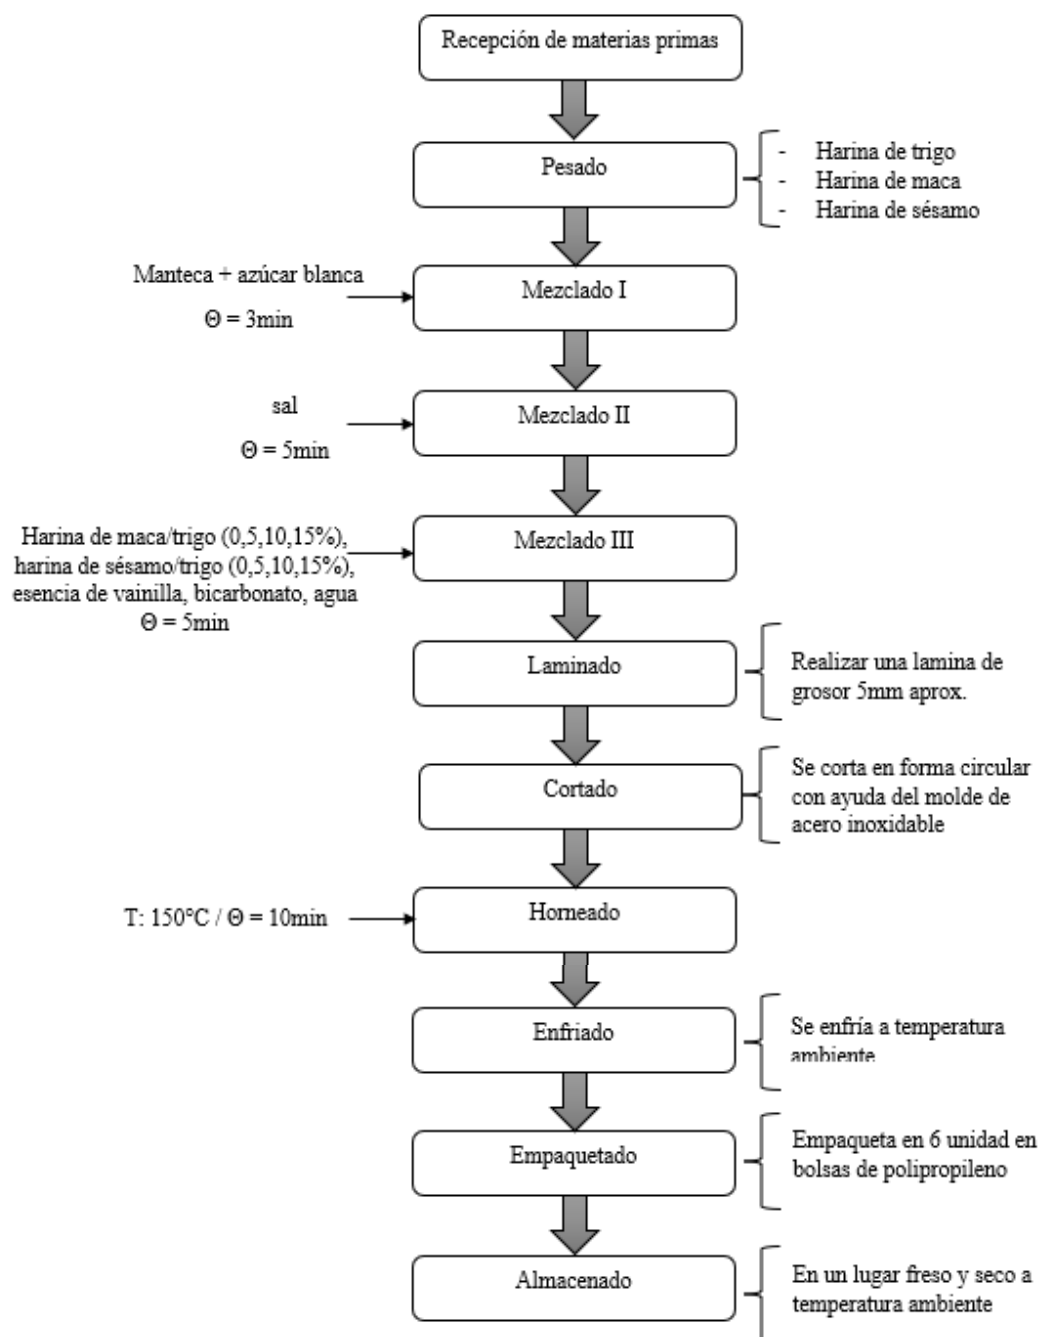 Recepción de materias primas
Pesado
- Harina de trigo
- Harina de maca
- Harina de sésamo
Manteca + azúcar blanca
Θ = 3min
Mezclado I
sal
Θ = 5min
Mezclado II
Harina de maca/trigo (0,5,10,15%),
harina de sésamo/trigo (0,5,10,15%),
esencia de vainilla, bicarbonato, agua
Θ = 5min
Mezclado III
Laminado
Realizar una lamina de
grosor 5mm aprox.
Cortado
Se corta en forma circular
con ayuda del molde de
acero inoxidable
T: 150°C / Θ = 10min
Horneado
Enfriado
Se enfría a temperatura
ambiente
Empaquetado
Empaqueta en 6 unidad en
bolsas de polipropileno
Almacenado
En un lugar freso y seco a
temperatura ambiente